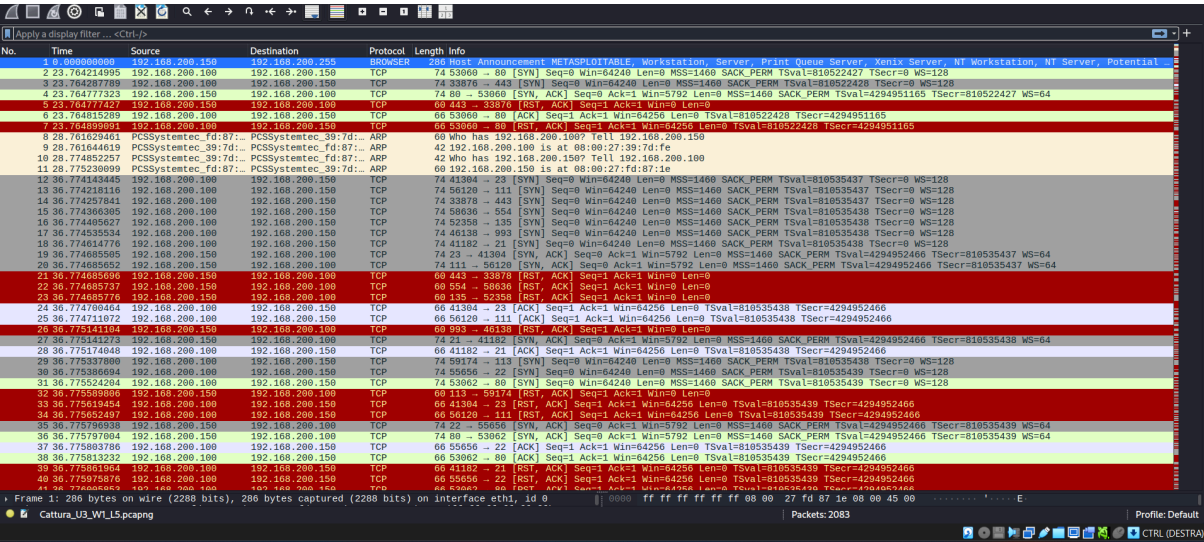 Apply a display filter ... <Ctrl-/>
No. Time Source Destination Protocol Length Info
1 0.000000000 192.168.200.150 192.168.200.255 BROWSER 286 Host Announcement METASPLOITABLE, Workstation, Server, Print Queue Server, Xenix Server, NT Workstation, NT Server, Potential ...
2 23.764214995 192.168.200.100 192.168.200.150 TCP 74 53060 → 80 [SYN] Seq=0 Win=64240 Len=0 MSS=1460 SACK_PERM TSval=810522427 TSecr=0 WS=128
3 23.764287789 192.168.200.100 192.168.200.150 TCP 74 33876 → 443 [SYN] Seq=0 Win=64240 Len=0 MSS=1460 SACK_PERM TSval=810522428 TSecr=0 WS=128
4 23.764777323 192.168.200.150 192.168.200.100 TCP 74 80 → 53060 [SYN, ACK] Seq=0 Ack=1 Win=5792 Len=0 MSS=1460 SACK_PERM TSval=4294951165 TSecr=810522427 WS=64
5 23.764777427 192.168.200.150 192.168.200.100 TCP 60 443 → 33876 [RST, ACK] Seq=1 Ack=1 Win=0 Len=0
6 23.764815289 192.168.200.100 192.168.200.150 TCP 66 53060 → 80 [ACK] Seq=1 Ack=1 Win=64256 Len=0 TSval=810522428 TSecr=4294951165
7 23.764899091 192.168.200.100 192.168.200.150 TCP 66 53060 → 80 [RST, ACK] Seq=1 Ack=1 Win=64256 Len=0 TSval=810522428 TSecr=4294951165
8 28.761629461 PCSSystemtec_fd:87:... PCSSystemtec_39:7d:... ARP 60 Who has 192.168.200.100? Tell 192.168.200.150
9 28.761644619 PCSSystemtec_39:7d:... PCSSystemtec_fd:87:... ARP 42 192.168.200.100 is at 08:00:27:39:7d:fe
10 28.774852257 PCSSystemtec_39:7d:... PCSSystemtec_fd:87:... ARP 42 Who has 192.168.200.150? Tell 192.168.200.100
11 28.775230099 PCSSystemtec_fd:87:... PCSSystemtec_39:7d:... ARP 60 192.168.200.150 is at 08:00:27:fd:87:1e
12 36.774143445 192.168.200.100 192.168.200.150 TCP 74 41304 → 23 [SYN] Seq=0 Win=64240 Len=0 MSS=1460 SACK_PERM TSval=810535437 TSecr=0 WS=128
13 36.774218116 192.168.200.100 192.168.200.150 TCP 74 56120 → 111 [SYN] Seq=0 Win=64240 Len=0 MSS=1460 SACK_PERM TSval=810535437 TSecr=0 WS=128
14 36.774257841 192.168.200.100 192.168.200.150 TCP 74 33878 → 443 [SYN] Seq=0 Win=64240 Len=0 MSS=1460 SACK_PERM TSval=810535437 TSecr=0 WS=128
15 36.774366305 192.168.200.100 192.168.200.150 TCP 74 58636 → 554 [SYN] Seq=0 Win=64240 Len=0 MSS=1460 SACK_PERM TSval=810535438 TSecr=0 WS=128
16 36.774405627 192.168.200.100 192.168.200.150 TCP 74 52358 → 135 [SYN] Seq=0 Win=64240 Len=0 MSS=1460 SACK_PERM TSval=810535438 TSecr=0 WS=128
17 36.774535534 192.168.200.100 192.168.200.150 TCP 74 46138 → 993 [SYN] Seq=0 Win=64240 Len=0 MSS=1460 SACK_PERM TSval=810535438 TSecr=0 WS=128
18 36.774614776 192.168.200.100 192.168.200.150 TCP 74 41182 → 21 [SYN] Seq=0 Win=64240 Len=0 MSS=1460 SACK_PERM TSval=810535438 TSecr=0 WS=128
19 36.774685505 192.168.200.150 192.168.200.100 TCP 74 23 → 41304 [SYN, ACK] Seq=0 Ack=1 Win=5792 Len=0 MSS=1460 SACK_PERM TSval=4294952466 TSecr=810535437 WS=64
20 36.774685652 192.168.200.150 192.168.200.100 TCP 74 111 → 56120 [SYN, ACK] Seq=0 Ack=1 Win=5792 Len=0 MSS=1460 SACK_PERM TSval=4294952466 TSecr=810535437 WS=64
21 36.774685696 192.168.200.150 192.168.200.100 TCP 60 443 → 33878 [RST, ACK] Seq=1 Ack=1 Win=0 Len=0
22 36.774685737 192.168.200.150 192.168.200.100 TCP 60 554 → 58636 [RST, ACK] Seq=1 Ack=1 Win=0 Len=0
23 36.774685776 192.168.200.150 192.168.200.100 TCP 60 135 → 52358 [RST, ACK] Seq=1 Ack=1 Win=0 Len=0
24 36.774700464 192.168.200.100 192.168.200.150 TCP 66 41304 → 23 [ACK] Seq=1 Ack=1 Win=64256 Len=0 TSval=810535438 TSecr=4294952466
25 36.774711072 192.168.200.100 192.168.200.150 TCP 66 56120 → 111 [ACK] Seq=1 Ack=1 Win=64256 Len=0 TSval=810535438 TSecr=4294952466
26 36.775141104 192.168.200.150 192.168.200.100 TCP 60 993 → 46138 [RST, ACK] Seq=1 Ack=1 Win=0 Len=0
27 36.775141273 192.168.200.150 192.168.200.100 TCP 74 21 → 41182 [SYN, ACK] Seq=0 Ack=1 Win=5792 Len=0 MSS=1460 SACK_PERM TSval=4294952466 TSecr=810535438 WS=64
28 36.775174048 192.168.200.100 192.168.200.150 TCP 66 41182 → 21 [ACK] Seq=1 Ack=1 Win=64256 Len=0 TSval=810535438 TSecr=4294952466
29 36.775337800 192.168.200.100 192.168.200.150 TCP 74 59174 → 113 [SYN] Seq=0 Win=64240 Len=0 MSS=1460 SACK_PERM TSval=810535438 TSecr=0 WS=128
30 36.775386694 192.168.200.100 192.168.200.150 TCP 74 55656 → 22 [SYN] Seq=0 Win=64240 Len=0 MSS=1460 SACK_PERM TSval=810535439 TSecr=0 WS=128
31 36.775524204 192.168.200.100 192.168.200.150 TCP 74 53062 → 80 [SYN] Seq=0 Win=64240 Len=0 MSS=1460 SACK_PERM TSval=810535439 TSecr=0 WS=128
32 36.775589806 192.168.200.150 192.168.200.100 TCP 60 113 → 59174 [RST, ACK] Seq=1 Ack=1 Win=0 Len=0
33 36.775619454 192.168.200.100 192.168.200.150 TCP 66 41304 → 23 [RST, ACK] Seq=1 Ack=1 Win=64256 Len=0 TSval=810535439 TSecr=4294952466
34 36.775652497 192.168.200.100 192.168.200.150 TCP 66 56120 → 111 [RST, ACK] Seq=1 Ack=1 Win=64256 Len=0 TSval=810535439 TSecr=4294952466
35 36.775796938 192.168.200.150 192.168.200.100 TCP 74 22 → 55656 [SYN, ACK] Seq=0 Ack=1 Win=5792 Len=0 MSS=1460 SACK_PERM TSval=4294952466 TSecr=810535439 WS=64
36 36.775797004 192.168.200.150 192.168.200.100 TCP 74 80 → 53062 [SYN, ACK] Seq=0 Ack=1 Win=5792 Len=0 MSS=1460 SACK_PERM TSval=4294952466 TSecr=810535439 WS=64
37 36.775803786 192.168.200.100 192.168.200.150 TCP 66 55656 → 22 [ACK] Seq=1 Ack=1 Win=64256 Len=0 TSval=810535439 TSecr=4294952466
38 36.775813232 192.168.200.100 192.168.200.150 TCP 66 53062 → 80 [ACK] Seq=1 Ack=1 Win=64256 Len=0 TSval=810535439 TSecr=4294952466
39 36.775861964 192.168.200.100 192.168.200.150 TCP 66 41182 → 21 [RST, ACK] Seq=1 Ack=1 Win=64256 Len=0 TSval=810535439 TSecr=4294952466
40 36.775975876 192.168.200.100 192.168.200.150 TCP 66 55656 → 22 [RST, ACK] Seq=1 Ack=1 Win=64256 Len=0 TSval=810535439 TSecr=4294952466
Frame 1: 286 bytes on wire (2288 bits), 286 bytes captured (2288 bits) on interface eth1, id 0
0000 ff ff ff ff ff ff 08 00 27 fd 87 1e 08 00 45 00 ········ '·····E·
Cattura_U3_W1_L5.pcapng Packets: 2083 Profile: Default
CTRL (DESTRA)